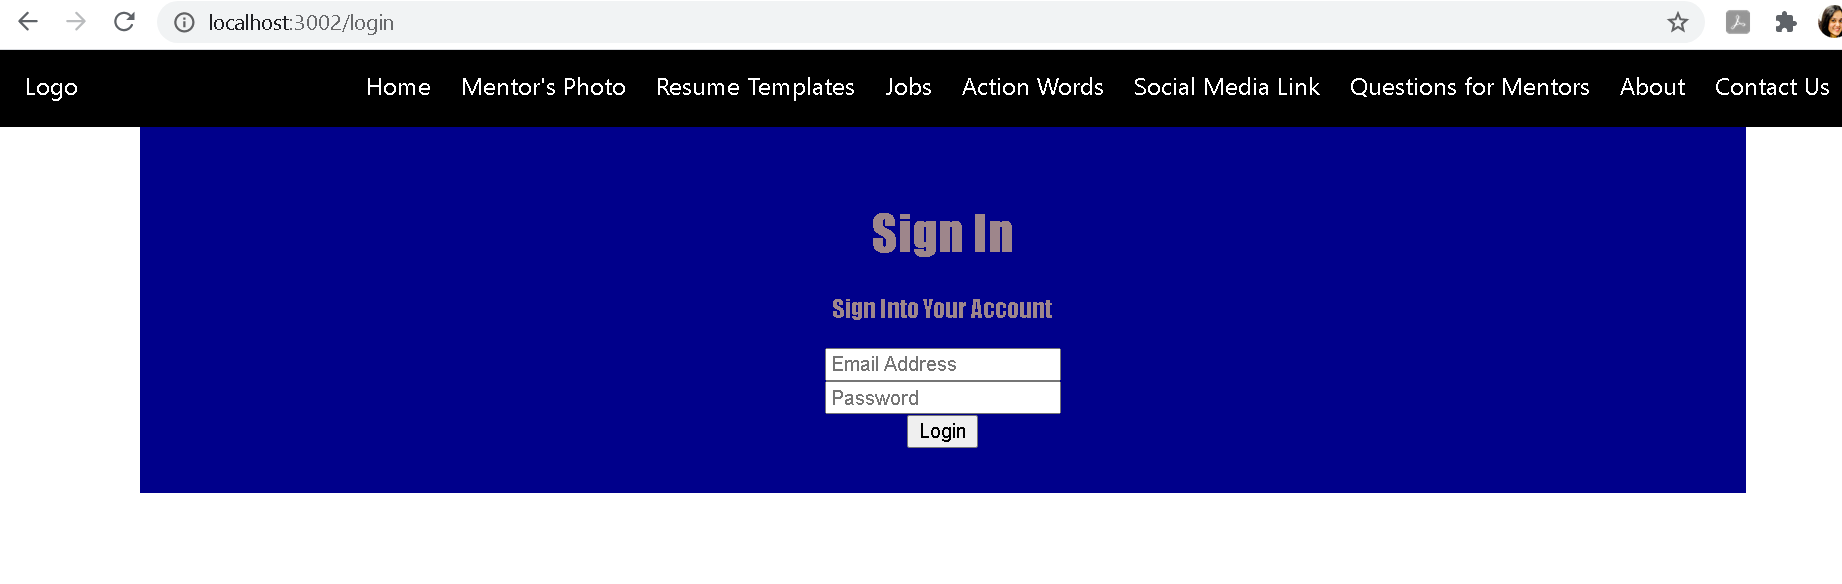 localhost:3002/login
Logo Home Mentor's Photo Resume Templates Jobs Action Words Social Media Link Questions for Mentors About Contact Us
Sign In
Sign Into Your Account
Email Address
Password
Login